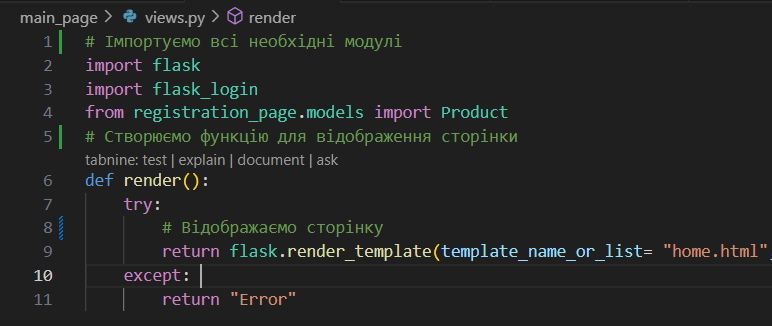 main_page > views.py > render
1 # Імпортуємо всі необхідні модулі
2 import flask
3 import flask_login
4 from registration_page.models import Product
5 # Створюємо функцію для відображення сторінки
tabnine: test | explain | document | ask
6 def render():
7 try:
8 # Відображаємо сторінку
9 return flask.render_template(template_name_or_list= "home.html",
10 except:
11 return "Error"